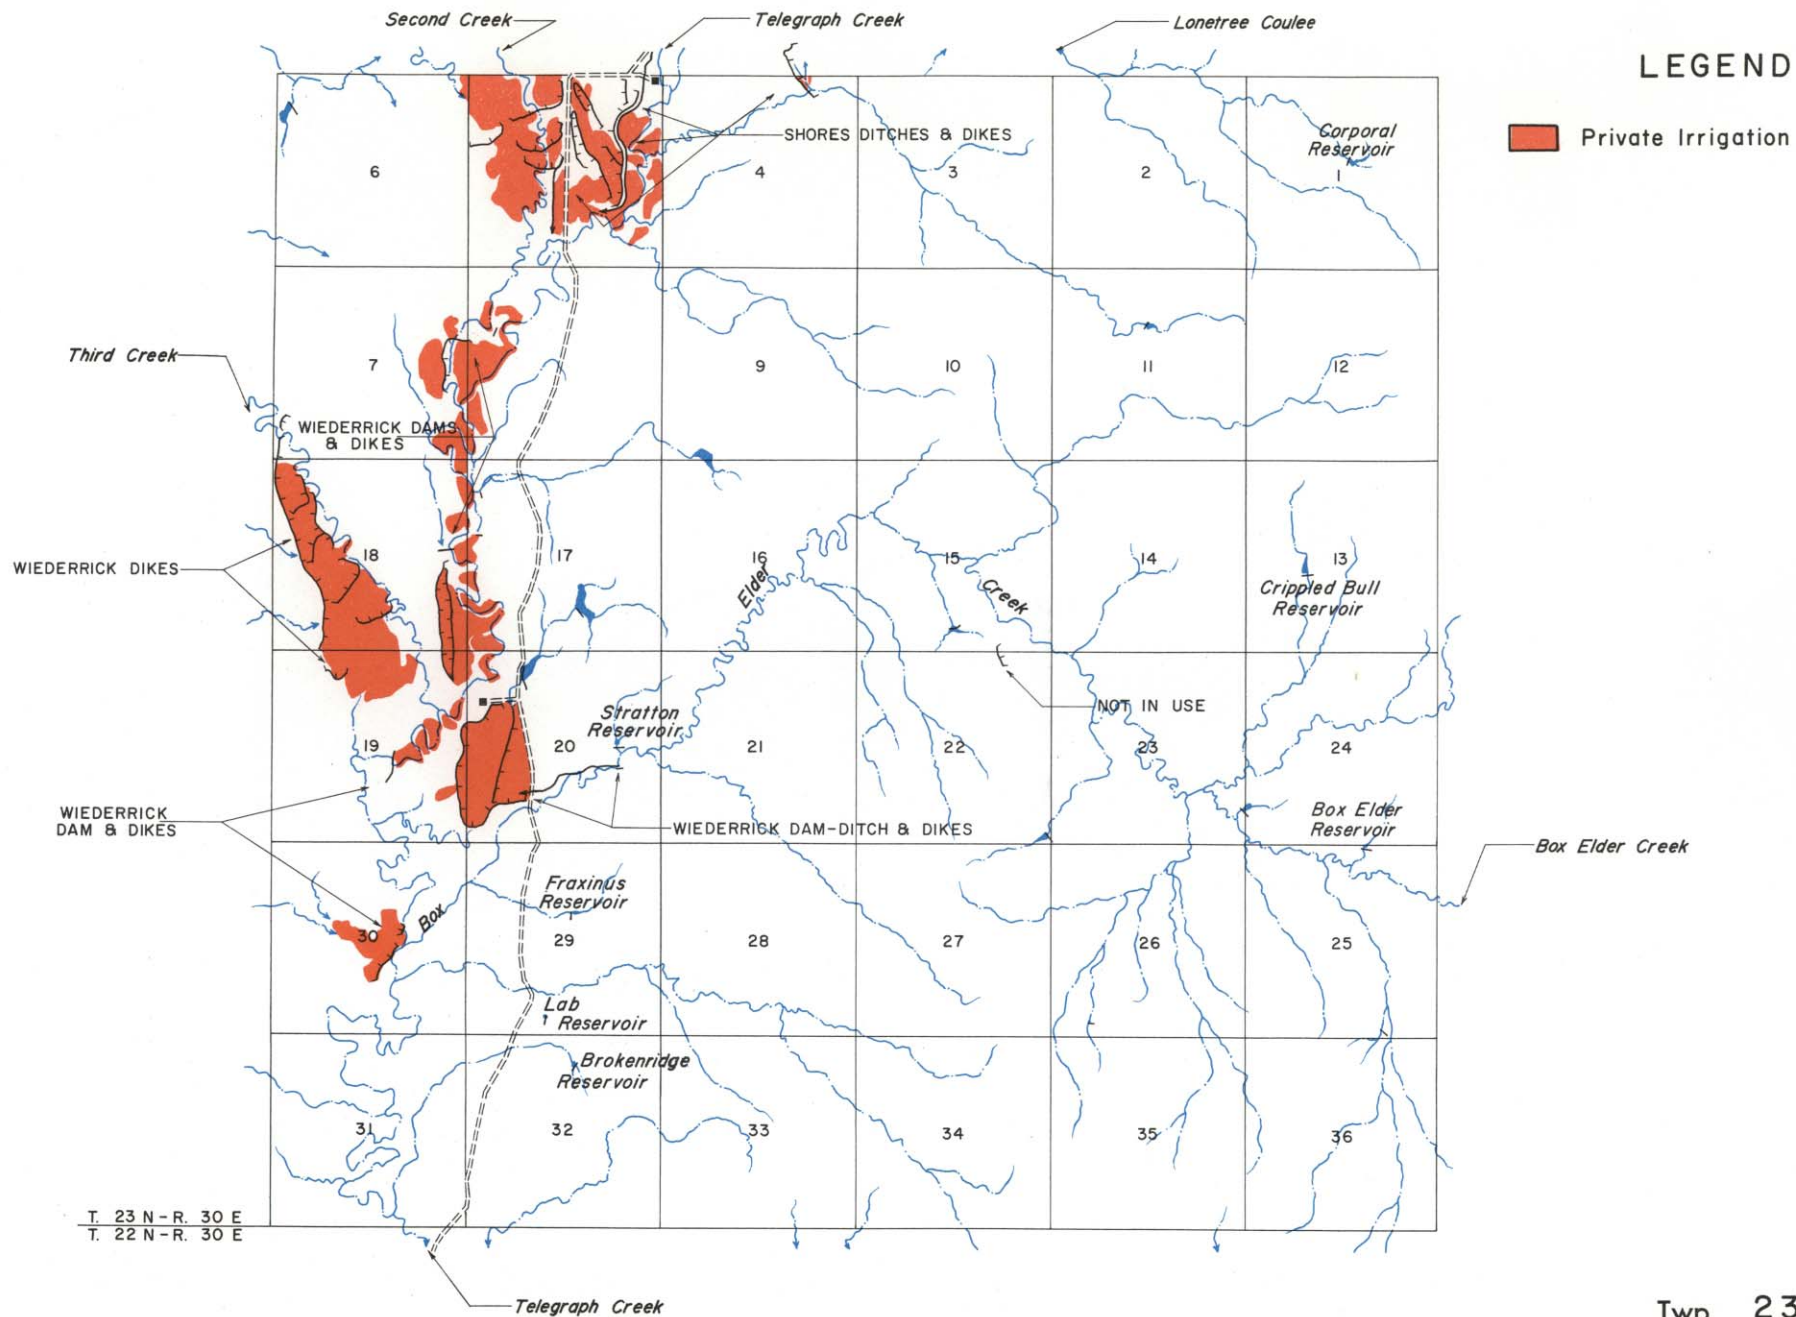 Second Creek
Telegraph Creek
Lonetree Coulee
LEGEND
Private Irrigation
SHORES DITCHES & DIKES
Corporal
Reservoir
6
4
3
2
1
Third Creek
7
9
10
11
12
WIEDERRICK DAMS
& DIKES
WIEDERRICK DIKES
18
17
16
15
14
13
Elder
Creek
Crippled Bull
Reservoir
NOT IN USE
Stratton
Reservoir
19
20
21
22
23
24
WIEDERRICK
DAM & DIKES
WIEDERRICK DAM-DITCH & DIKES
Box Elder
Reservoir
Box Elder Creek
Fraxinus
Reservoir
Box
30
29
28
27
26
25
Lab
Reservoir
Brokenridge
Reservoir
31
32
33
34
35
36
T. 23 N-R. 30 E
T. 22 N-R. 30 E
Telegraph Creek
Twp. 23